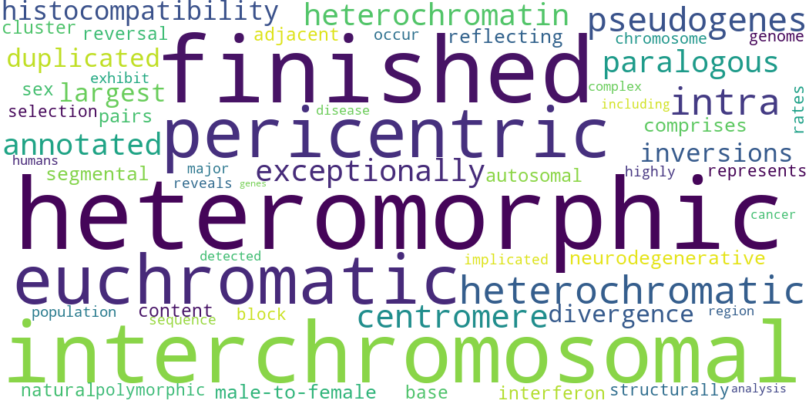 histocompatibility heterochromatin pseudogenes
cluster reversal adjacent occur reflecting chromosome genome
duplicated finished paralogous
exhibit complex
sex largest including intra rates
selection pairs disease
annotated pericentric comprises
humans inversions
segmental major exceptionally autosomal highly represents
reveals genes
heteromorphic cancer
detected implicated neurodegenerative
euchromatic heterochromatic
population content centromere divergence region
sequence block
interchromosomal
natural polymorphic male-to-female base interferon structurally analysis